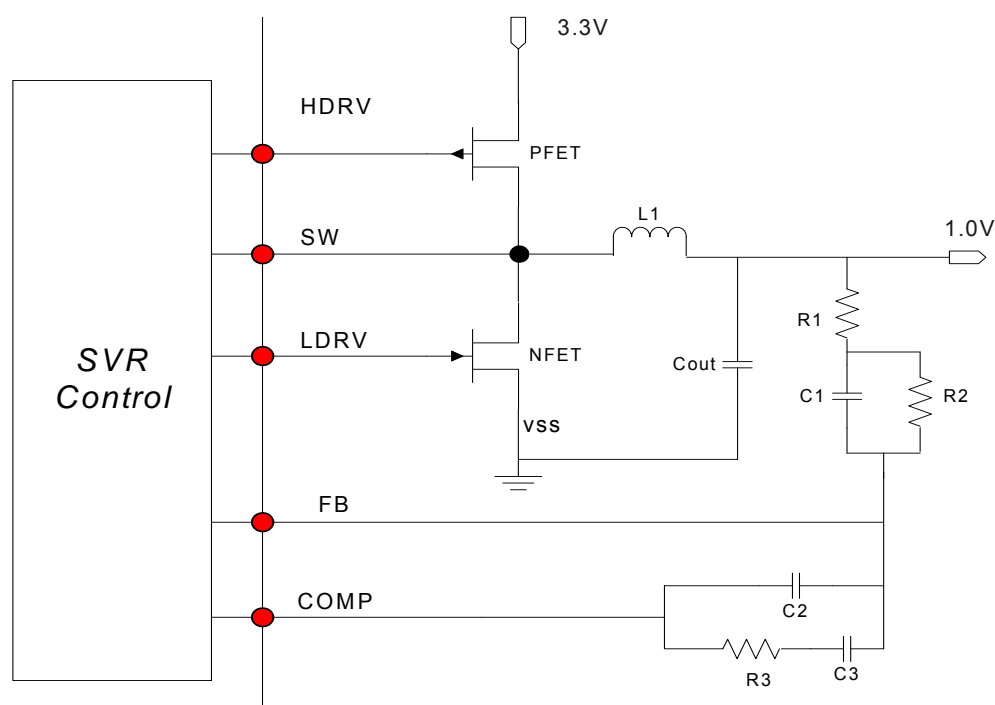 3.3V
HDRV
PFET
SW
L1
1.0V
R1
LDRV
NFET
SVR
Control
Cout
C1
R2
VSS
FB
COMP
C2
R3
C3